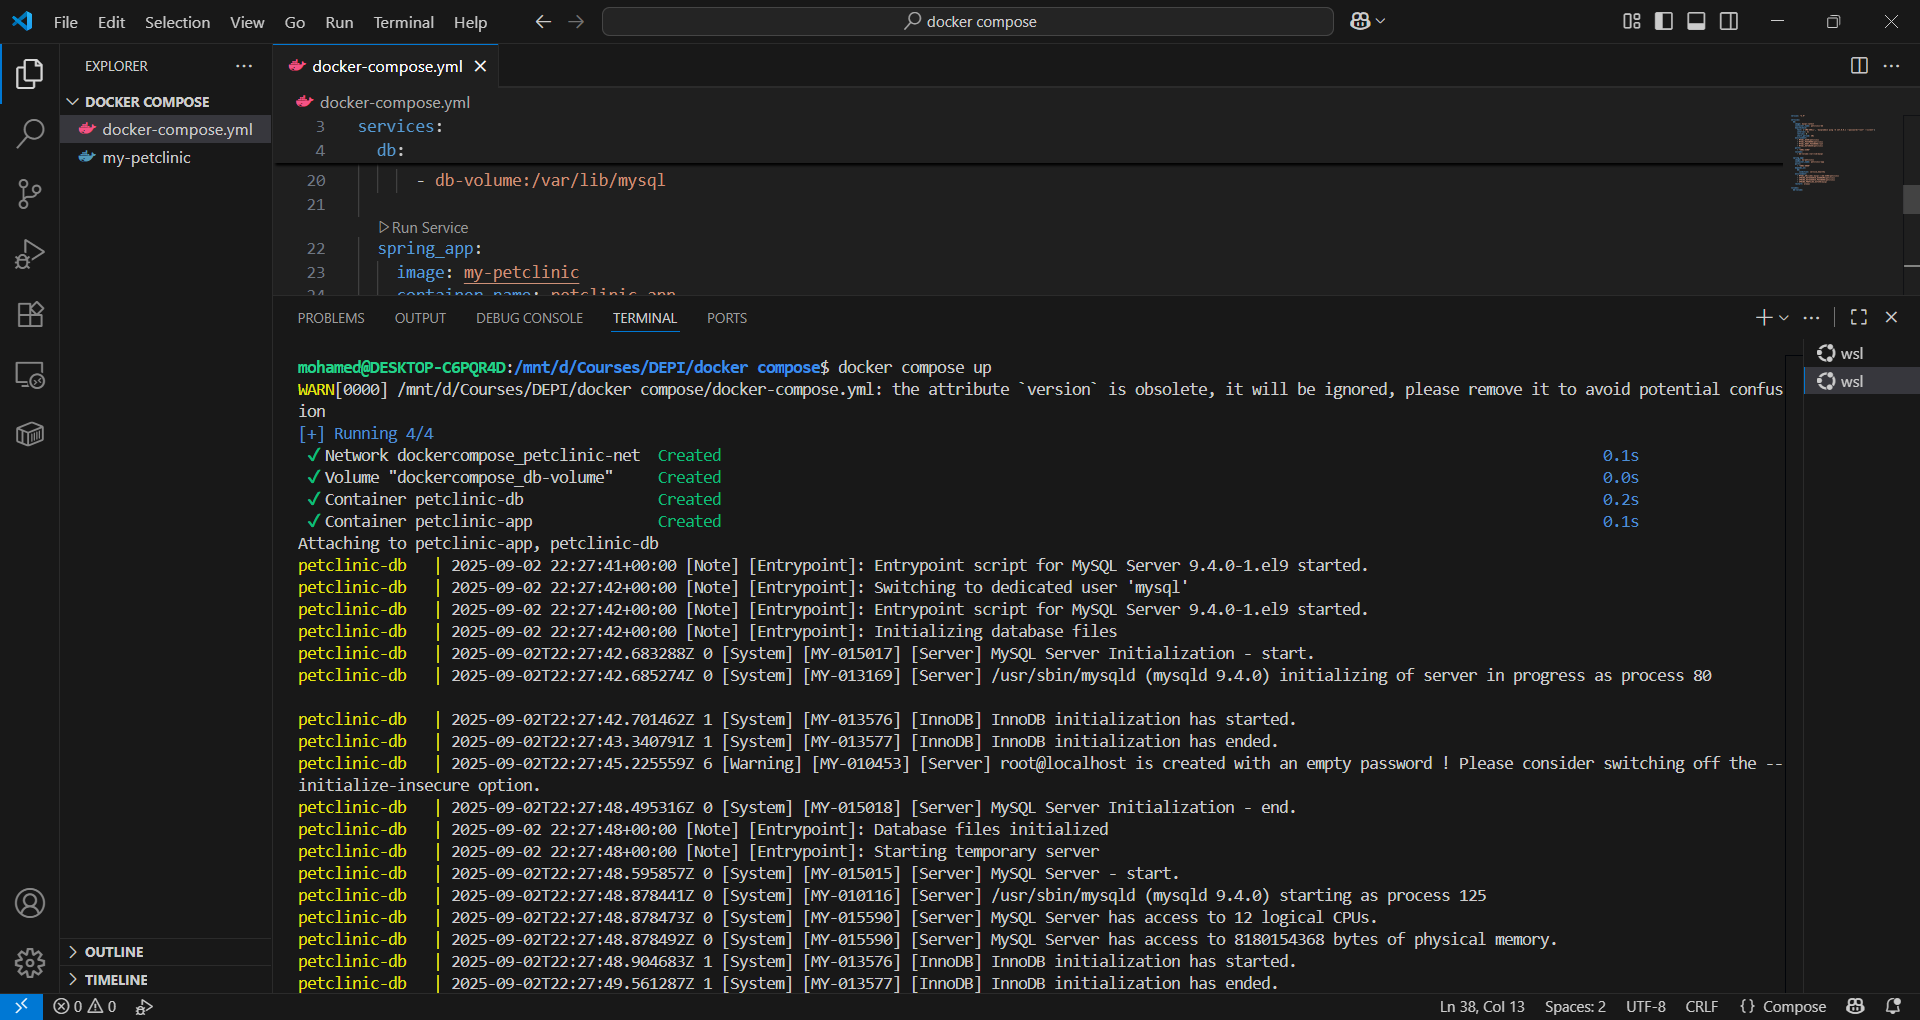 File Edit Selection View Go Run Terminal Help
docker compose
EXPLORER
DOCKER COMPOSE
docker-compose.yml
my-petclinic
OUTLINE
TIMELINE
docker-compose.yml
docker-compose.yml
3 services:
4 db:
20 - db-volume:/var/lib/mysql
21
Run Service
22 spring_app:
23 image: my-petclinic
24 container_name: petclinic-app
PROBLEMS OUTPUT DEBUG CONSOLE TERMINAL PORTS
wsl
wsl
mohamed@DESKTOP-C6PQR4D:/mnt/d/Courses/DEPI/docker compose$ docker compose up
WARN[0000] /mnt/d/Courses/DEPI/docker compose/docker-compose.yml: the attribute `version` is obsolete, it will be ignored, please remove it to avoid potential confus
ion
[+] Running 4/4
✓ Network dockercompose_petclinic-net Created 0.1s
✓ Volume "dockercompose_db-volume" Created 0.0s
✓ Container petclinic-db Created 0.2s
✓ Container petclinic-app Created 0.1s
Attaching to petclinic-app, petclinic-db
petclinic-db | 2025-09-02 22:27:41+00:00 [Note] [Entrypoint]: Entrypoint script for MySQL Server 9.4.0-1.el9 started.
petclinic-db | 2025-09-02 22:27:42+00:00 [Note] [Entrypoint]: Switching to dedicated user 'mysql'
petclinic-db | 2025-09-02 22:27:42+00:00 [Note] [Entrypoint]: Entrypoint script for MySQL Server 9.4.0-1.el9 started.
petclinic-db | 2025-09-02 22:27:42+00:00 [Note] [Entrypoint]: Initializing database files
petclinic-db | 2025-09-02T22:27:42.683288Z 0 [System] [MY-015017] [Server] MySQL Server Initialization - start.
petclinic-db | 2025-09-02T22:27:42.685274Z 0 [System] [MY-013169] [Server] /usr/sbin/mysqld (mysqld 9.4.0) initializing of server in progress as process 80
petclinic-db | 2025-09-02T22:27:42.701462Z 1 [System] [MY-013576] [InnoDB] InnoDB initialization has started.
petclinic-db | 2025-09-02T22:27:43.340791Z 1 [System] [MY-013577] [InnoDB] InnoDB initialization has ended.
petclinic-db | 2025-09-02T22:27:45.225559Z 6 [Warning] [MY-010453] [Server] root@localhost is created with an empty password ! Please consider switching off the --
initialize-insecure option.
petclinic-db | 2025-09-02T22:27:48.495316Z 0 [System] [MY-015018] [Server] MySQL Server Initialization - end.
petclinic-db | 2025-09-02 22:27:48+00:00 [Note] [Entrypoint]: Database files initialized
petclinic-db | 2025-09-02 22:27:48+00:00 [Note] [Entrypoint]: Starting temporary server
petclinic-db | 2025-09-02T22:27:48.595857Z 0 [System] [MY-015015] [Server] MySQL Server - start.
petclinic-db | 2025-09-02T22:27:48.878441Z 0 [System] [MY-010116] [Server] /usr/sbin/mysqld (mysqld 9.4.0) starting as process 125
petclinic-db | 2025-09-02T22:27:48.878473Z 0 [System] [MY-015590] [Server] MySQL Server has access to 12 logical CPUs.
petclinic-db | 2025-09-02T22:27:48.878492Z 0 [System] [MY-015590] [Server] MySQL Server has access to 8180154368 bytes of physical memory.
petclinic-db | 2025-09-02T22:27:48.904683Z 1 [System] [MY-013576] [InnoDB] InnoDB initialization has started.
petclinic-db | 2025-09-02T22:27:49.561287Z 1 [System] [MY-013577] [InnoDB] InnoDB initialization has ended.
0 0 Ln 38, Col 13 Spaces: 2 UTF-8 CRLF {} Compose